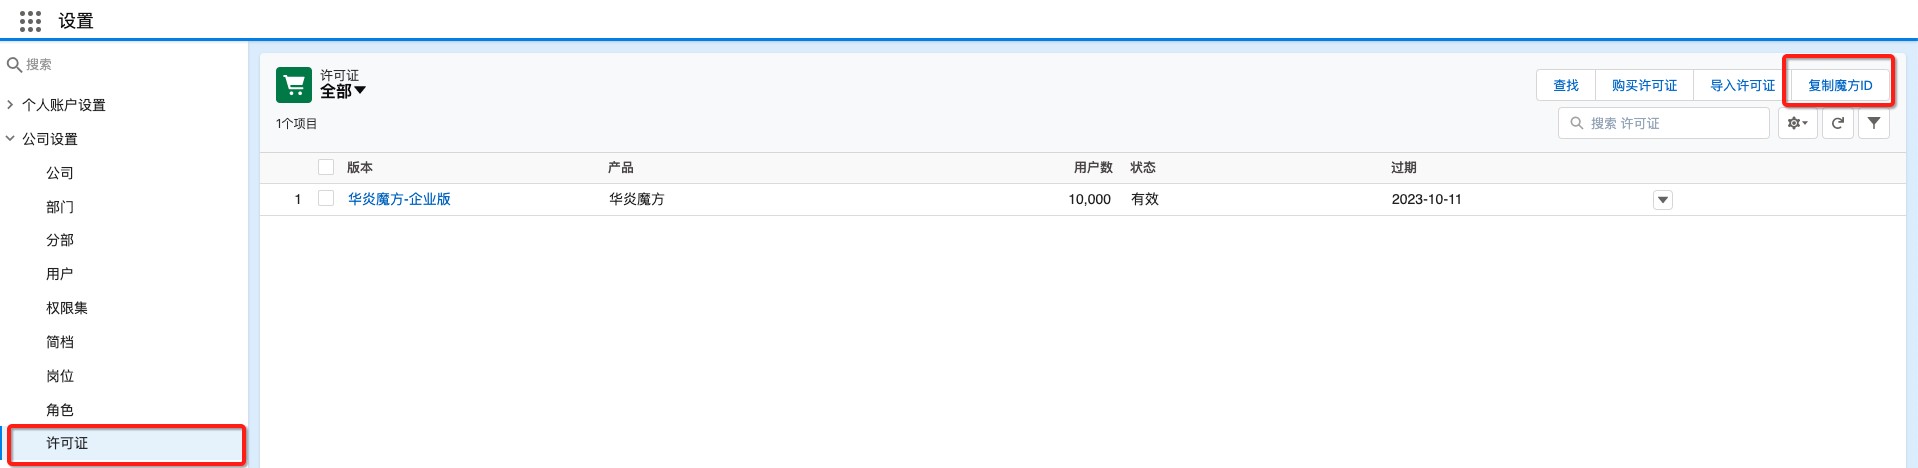 设置
搜索
个人账户设置
公司设置
公司
部门
分部
用户
权限集
简档
岗位
角色
许可证
许可证
全部
1个项目
查找 购买许可证 导入许可证 复制魔方ID
搜索 许可证
版本 产品 用户数 状态 过期
1 华炎魔方-企业版 华炎魔方 10,000 有效 2023-10-11